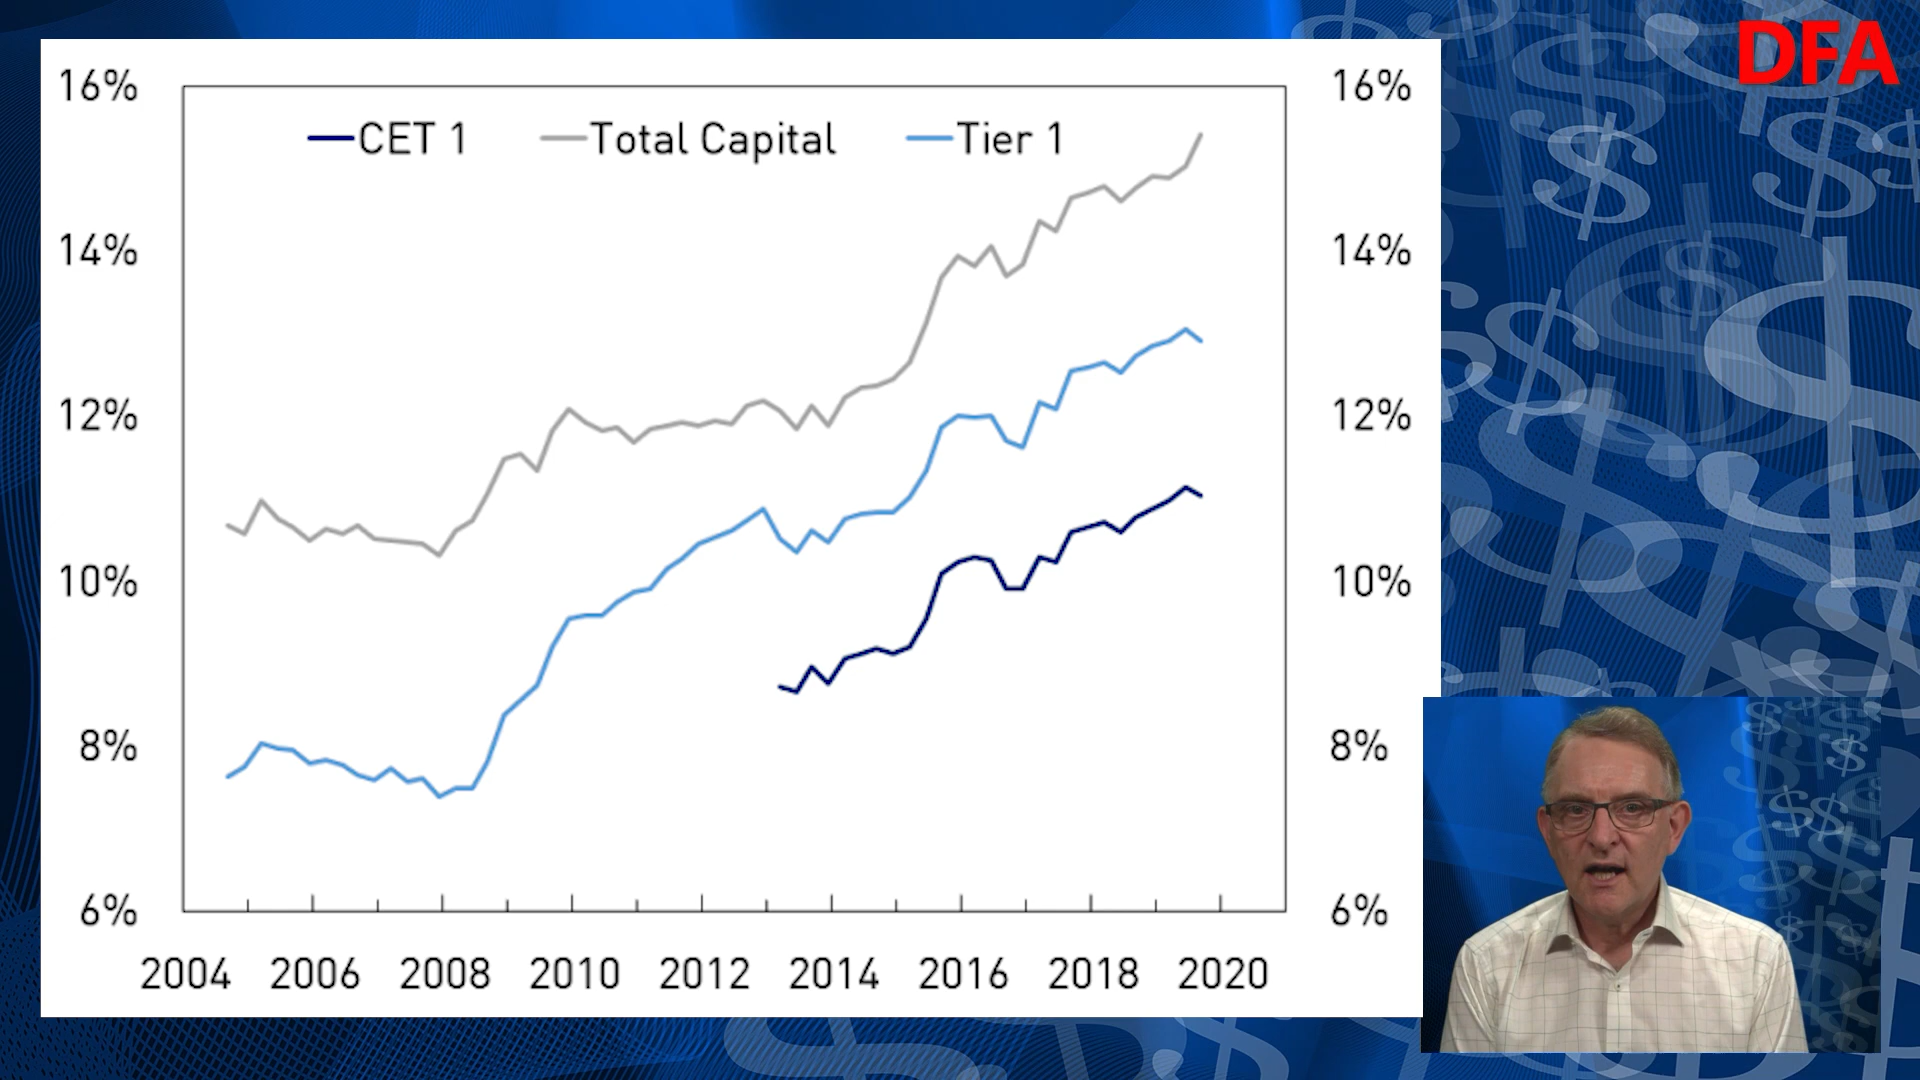 DFA
16% 16%
CET 1 Total Capital Tier 1
14% 14%
12% 12%
10% 10%
8% 8%
6% 6%
2004 2006 2008 2010 2012 2014 2016 2018 2020